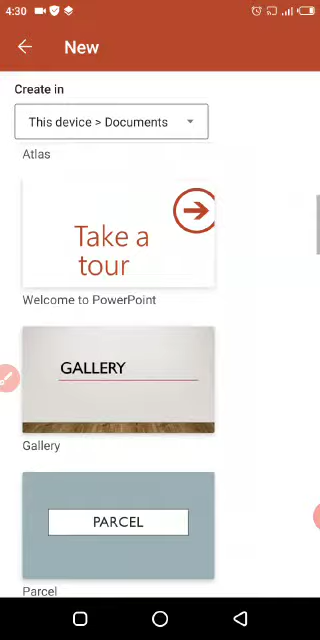 4:30
New
Create in
This device > Documents
Atlas
Take a
tour
Welcome to PowerPoint
GALLERY
Gallery
PARCEL
Parcel